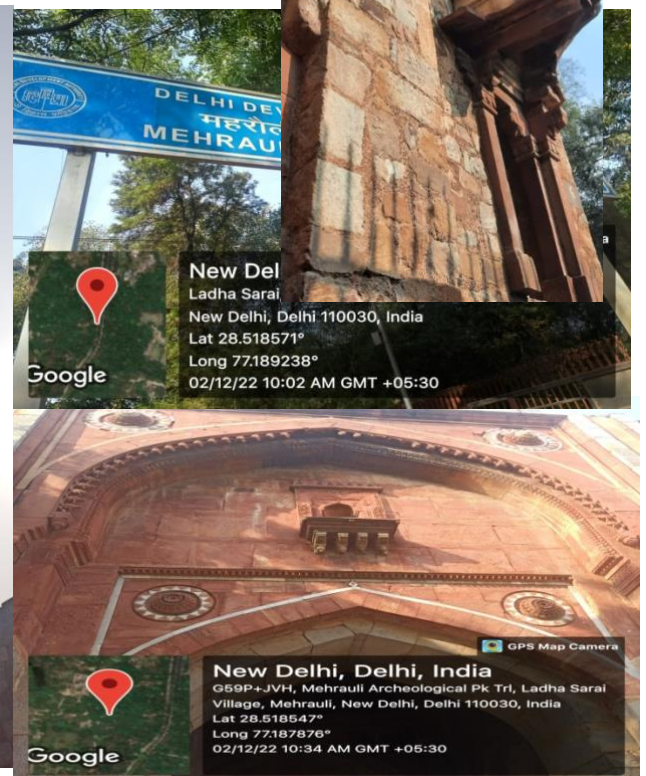 DELHI DEV
महरौल
MEHRAUL
New Del
Ladha Sarai
New Delhi, Delhi 110030, India
Lat 28.518571°
Long 77.189238°
02/12/22 10:02 AM GMT +05:30
Google
a
GPS Map Camera
New Delhi, Delhi, India
G59P+JVH, Mehrauli Archeological Pk Trl, Ladha Sarai
Village, Mehrauli, New Delhi, Delhi 110030, India
Lat 28.518547°
Long 77.187876°
02/12/22 10:34 AM GMT +05:30
Google